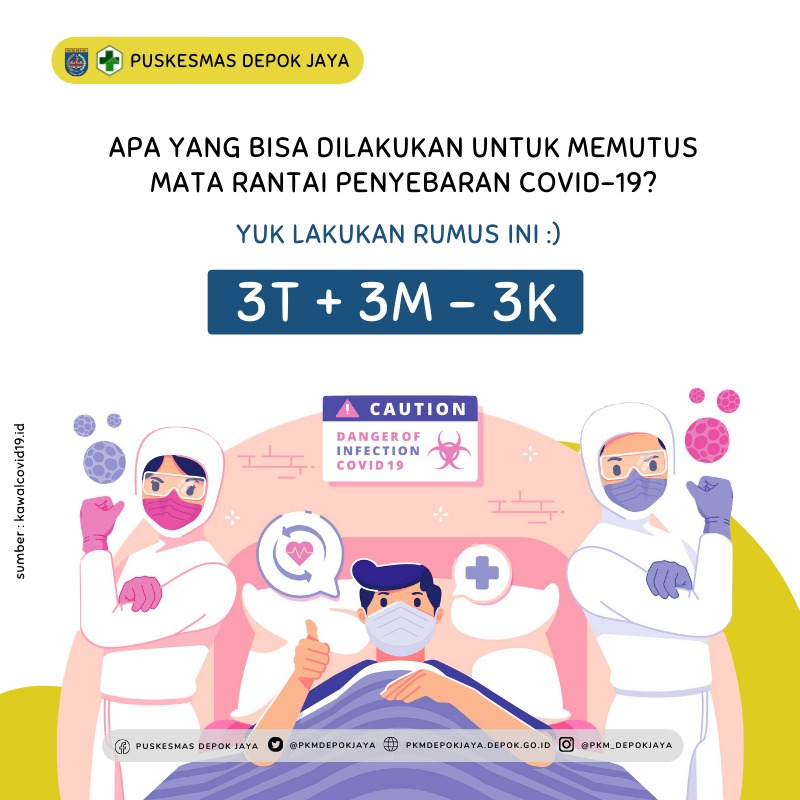 PUSKESMAS DEPOK JAYA
APA YANG BISA DILAKUKAN UNTUK MEMUTUS
MATA RANTAI PENYEBARAN COVID-19?
YUK LAKUKAN RUMUS INI :)
3T + 3M - 3K
CAUTION
DANGER OF
INFECTION
COVID 19
sumber : kawalcovid19.id
PUSKESMAS DEPOK JAYA @PKMDEPOKJAYA PKMDEPOKJAYA.DEPOK.GO.ID @PKM_DEPOKJAYA